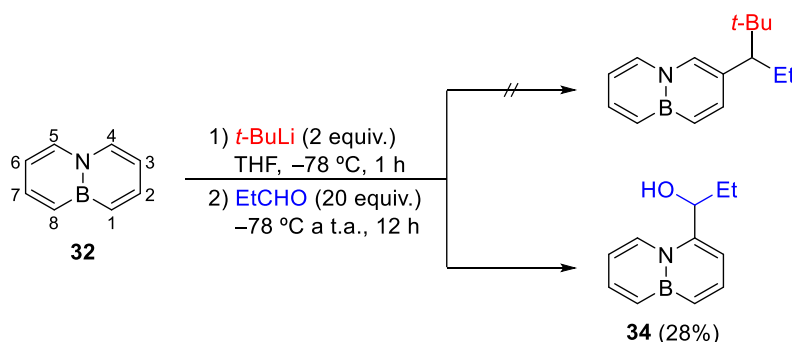 t-Bu
Et
N
B
5
4
6
N
3
7
B
2
8
1
32
1) t-BuLi (2 equiv.)
THF, –78 ºC, 1 h
2) EtCHO (20 equiv.)
–78 ºC a t.a., 12 h
HO
Et
N
B
34 (28%)